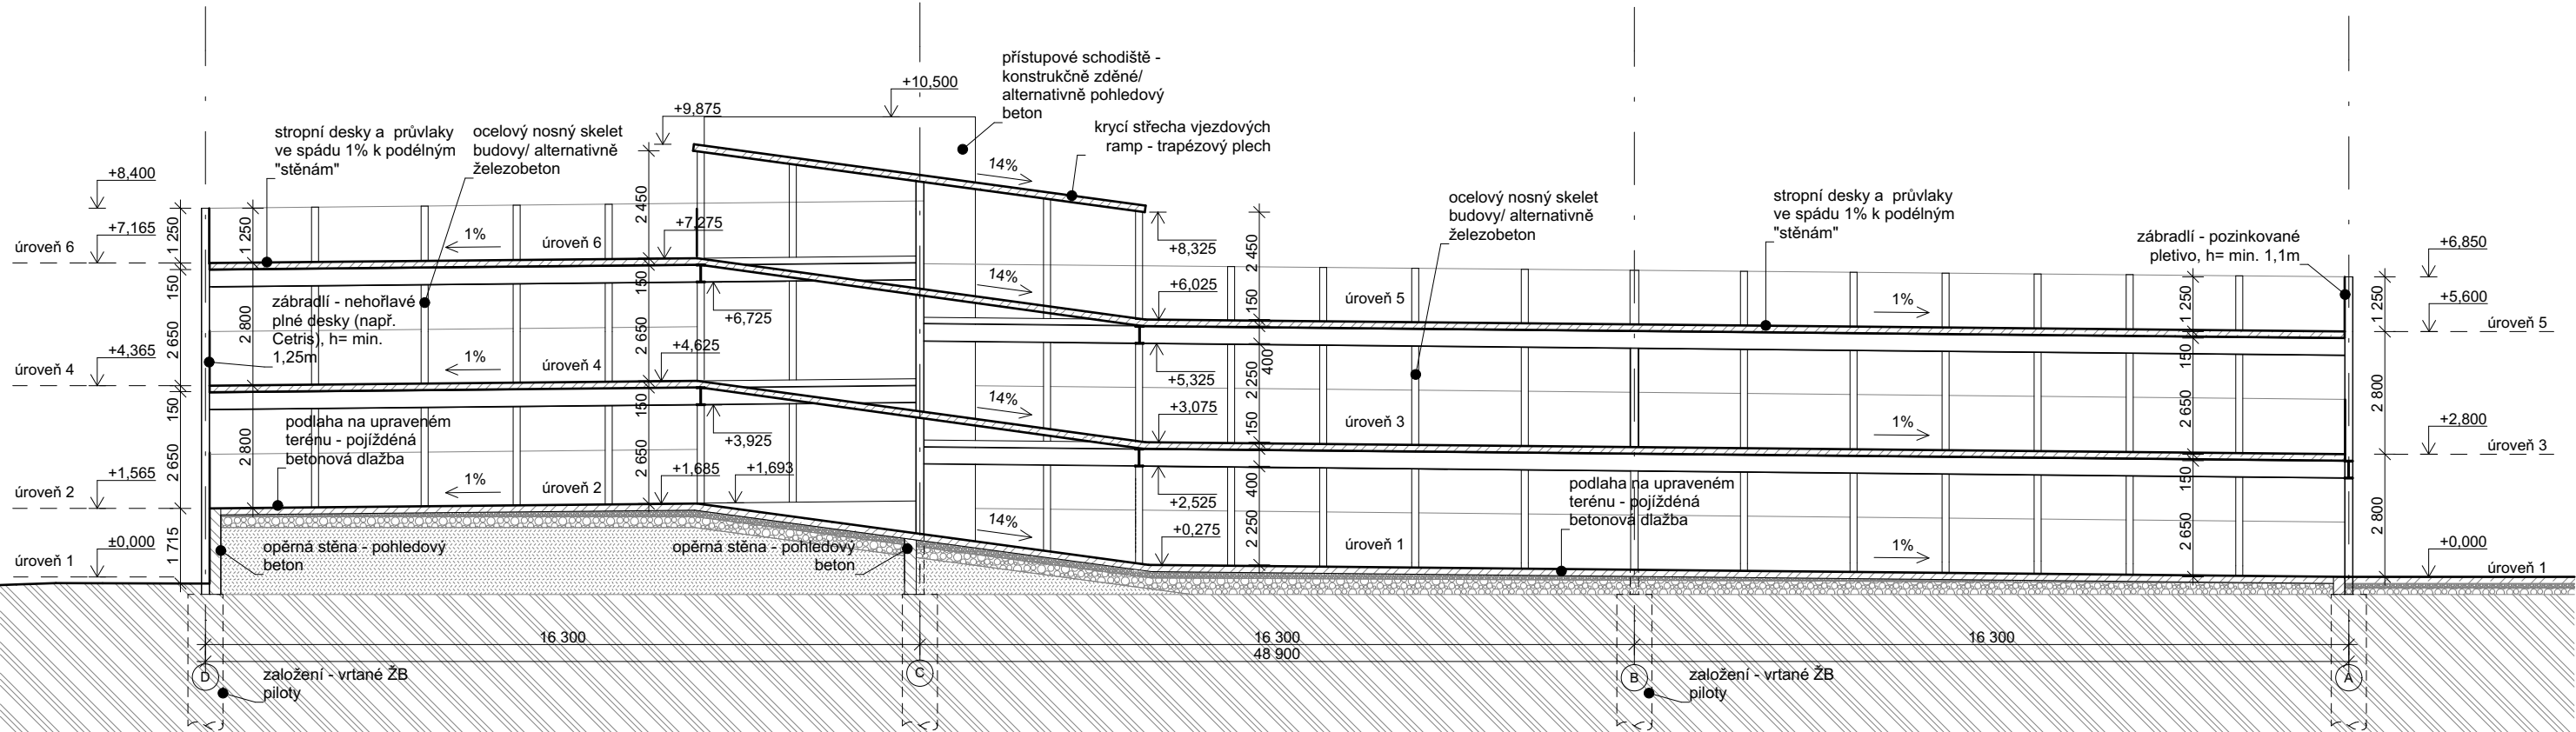 přístupové schodiště -
konstrukčně zděné/
alternativně pohledový
beton
+10,500
+9,875
krycí střecha vjezdových
ramp - trapézový plech
stropní desky a průvlaky
ve spádu 1% k podélným
"stěnám"
ocelový nosný skelet
budovy/ alternativně
železobeton
14%
+8,400
2 450
ocelový nosný skelet
budovy/ alternativně
železobeton
stropní desky a průvlaky
ve spádu 1% k podélným
"stěnám"
zábradlí - pozinkované
pletivo, h= min. 1,1m
+6,850
+7,165
1 250
1 250
1%
úroveň 6
úroveň 6
+7,275
+8,325
2 450
14%
+6,025
150
úroveň 5
1%
1 250
1 250
+5,600
úroveň 5
150
150
zábradlí - nehořlavé
plné desky (např.
Cetris), h= min.
1,25m
2 800
2 650
2 650
+6,725
+4,365
úroveň 4
1%
úroveň 4
+4,625
+5,325
400
2 250
150
2 650
2 800
14%
+3,075
150
úroveň 3
1%
+2,800
úroveň 3
150
150
+3,925
podlaha na upraveném
terénu - pojížděná
betonová dlažba
2 800
2 650
2 650
+1,565
úroveň 2
1%
úroveň 2
+1,685
+1,693
+2,525
400
150
podlaha na upraveném
terénu - pojížděná
betonová dlažba
2 650
2 800
14%
+0,275
2 250
úroveň 1
1%
±0,000
úroveň 1
1 715
opěrná stěna - pohledový
beton
opěrná stěna - pohledový
beton
+0,000
úroveň 1
16 300
16 300
16 300
48 900
D
C
B
A
založení - vrtané ŽB
piloty
založení - vrtané ŽB
piloty